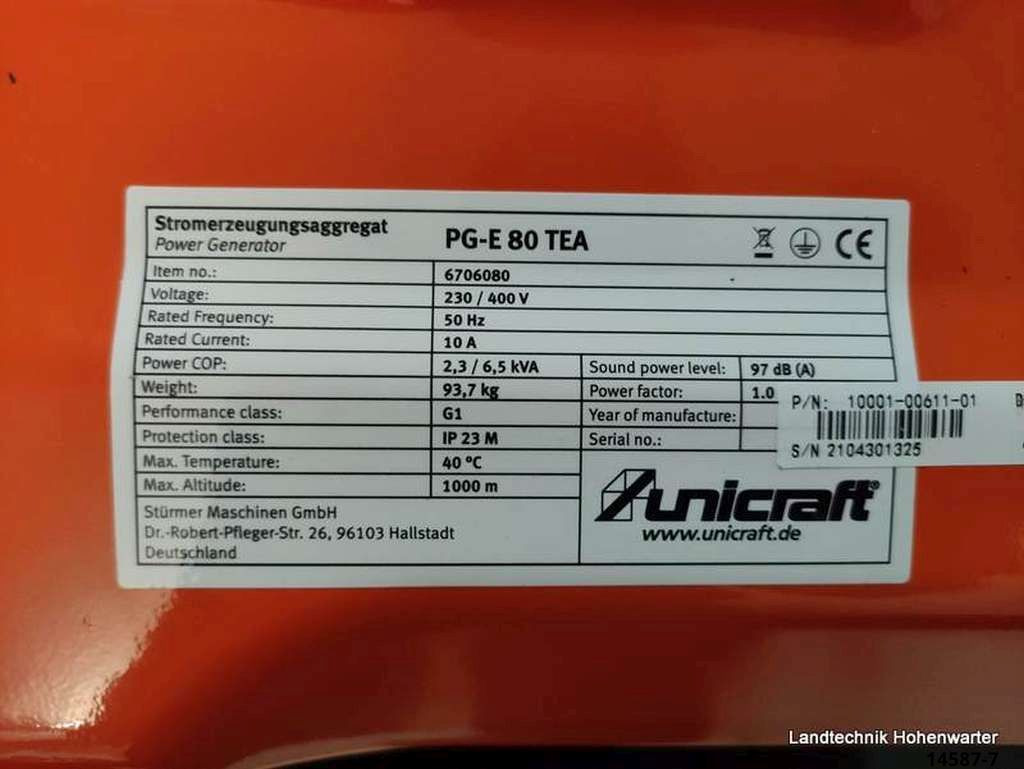 Stromerzeugungsaggregat
Power Generator
PG-E 80 TEA
CE
Item no.: 6706080
Voltage: 230 / 400 V
Rated Frequency: 50 Hz
Rated Current: 10 A
Power COP: 2,3 / 6,5 kVA Sound power level: 97 dB (A)
Weight: 93,7 kg Power factor: 1.0
Performance class: G1 Year of manufacture:
Protection class: IP 23 M Serial no.:
Max. Temperature: 40 °C
Max. Altitude: 1000 m
Stürmer Maschinen GmbH
Dr.-Robert-Pfleger-Str. 26, 96103 Hallstadt
Deutschland
unicraft®
www.unicraft.de
P/N: 10001-00611-01
S/N 2104301325
Landtechnik Hohenwarter
14587-7